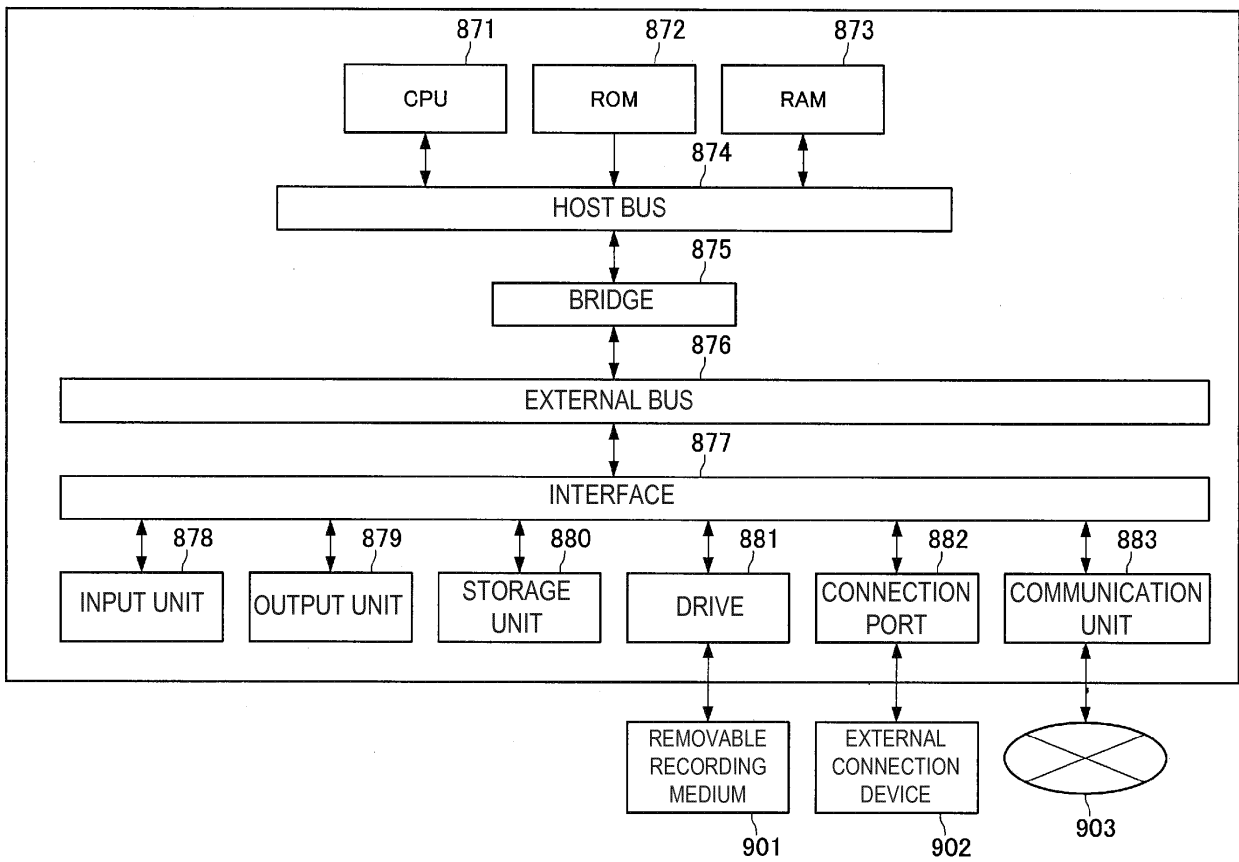 871
872
873
CPU
ROM
RAM
874
HOST BUS
875
BRIDGE
876
EXTERNAL BUS
877
INTERFACE
878
879
880
881
882
883
INPUT UNIT
OUTPUT UNIT
STORAGE
UNIT
DRIVE
CONNECTION
PORT
COMMUNICATION
UNIT
REMOVABLE
RECORDING
MEDIUM
EXTERNAL
CONNECTION
DEVICE
901
902
903